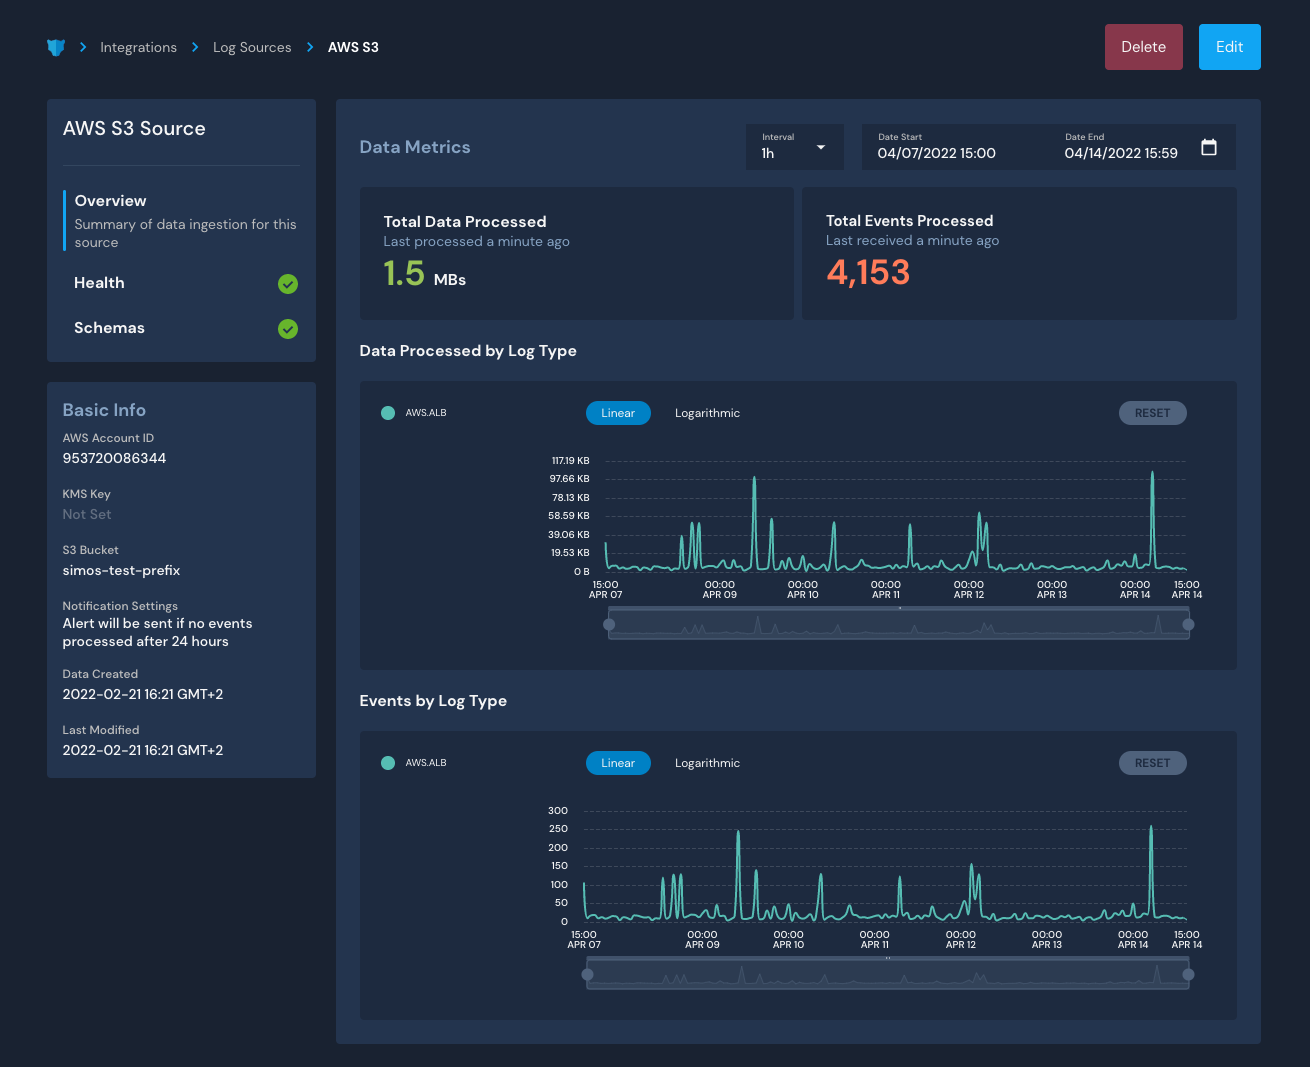 Integrations
Log Sources
AWS S3
Delete
Edit
AWS S3 Source
Overview
Summary of data ingestion for this
source
Health
Schemas
Basic Info
AWS Account ID
953720086344
KMS Key
Not Set
S3 Bucket
simos-test-prefix
Notification Settings
Alert will be sent if no events
processed after 24 hours
Data Created
2022-02-21 16:21 GMT+2
Last Modified
2022-02-21 16:21 GMT+2
Data Metrics
Interval
1h
Date Start
04/07/2022 15:00
Date End
04/14/2022 15:59
Total Data Processed
Last processed a minute ago
1.5 MBs
Total Events Processed
Last received a minute ago
4,153
Data Processed by Log Type
AWS.ALB
Linear
Logarithmic
RESET
117.19 KB
97.66 KB
78.13 KB
58.59 KB
39.06 KB
19.53 KB
0 B
15:00 00:00 00:00 00:00 00:00 00:00 00:00 15:00
APR 07 APR 09 APR 10 APR 11 APR 12 APR 13 APR 14 APR 14
Events by Log Type
AWS.ALB
Linear
Logarithmic
RESET
300
250
200
150
100
50
0
15:00 00:00 00:00 00:00 00:00 00:00 00:00 15:00
APR 07 APR 09 APR 10 APR 11 APR 12 APR 13 APR 14 APR 14